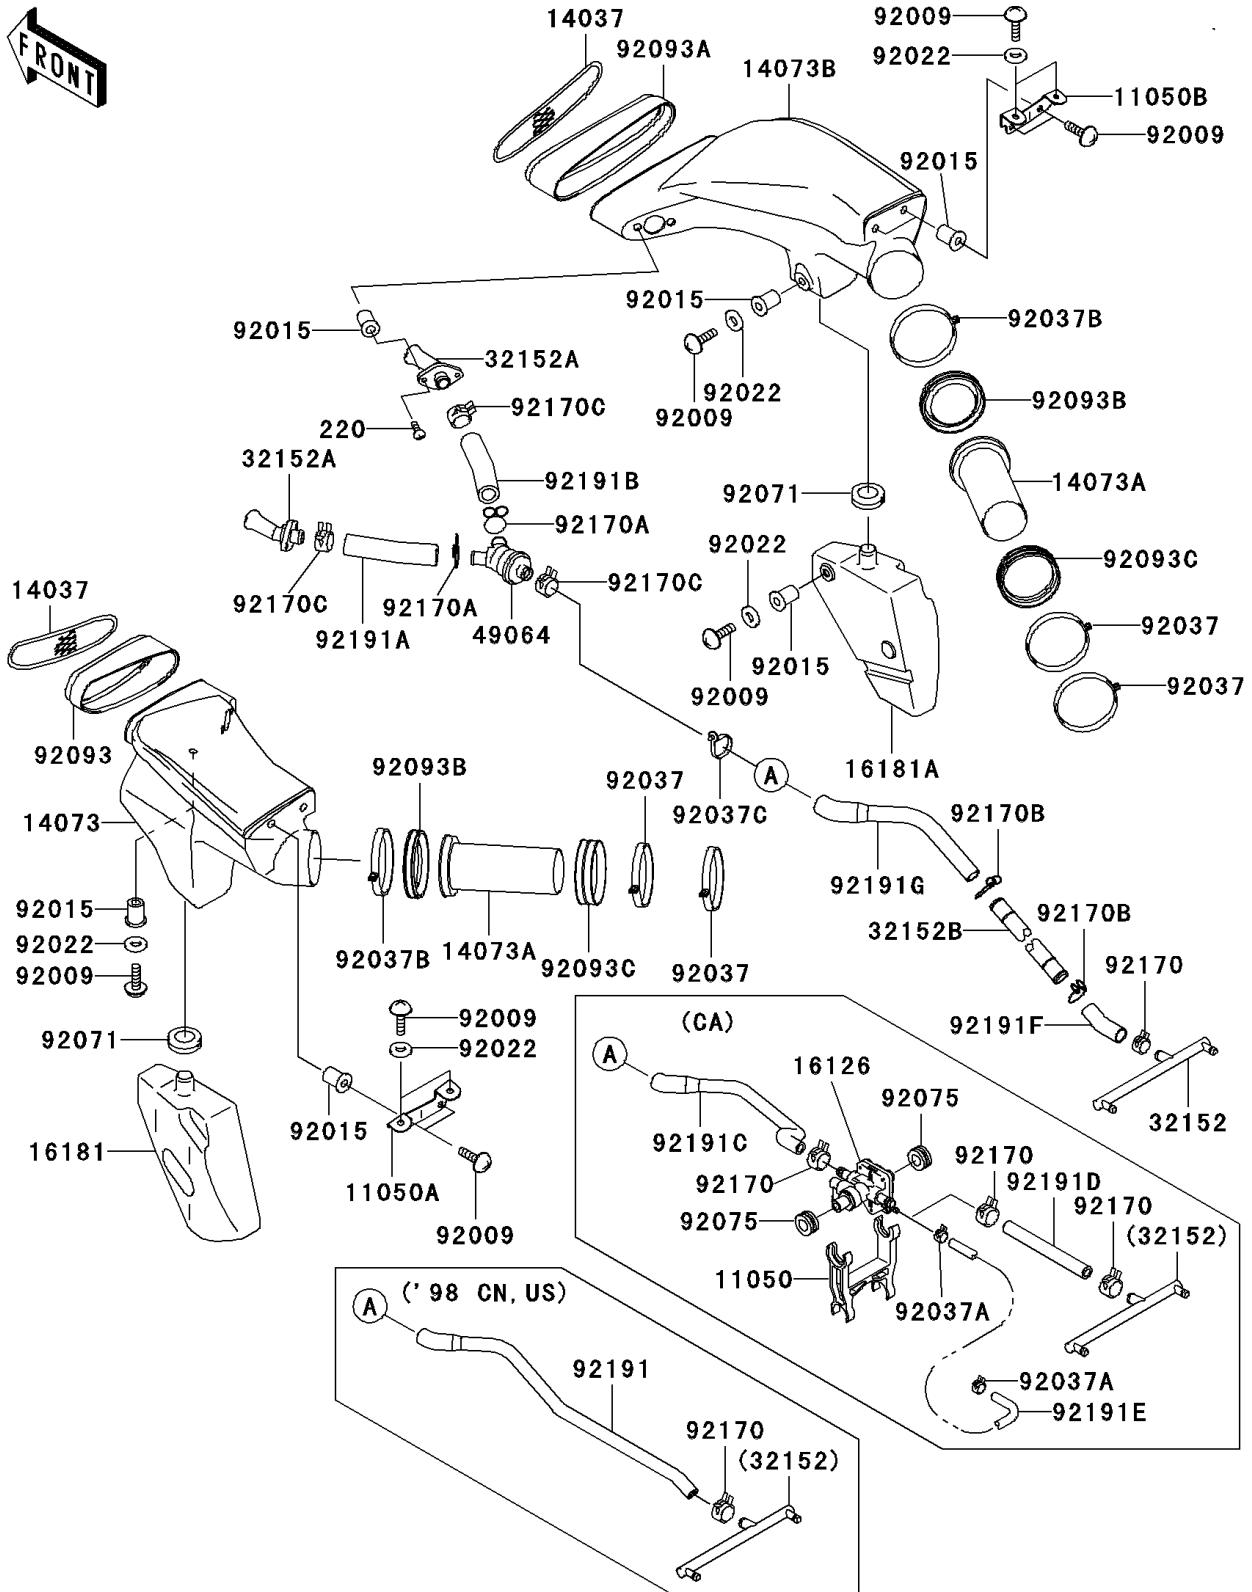 FRONT
14037
92093A
14073B
92009
92022
11050B
92009
92015
92015
92015
32152A
92037B
92022
92009
92170C
92093B
220
32152A
92191B
92071
14073A
92170A
92022
92093C
14037
92170C
92170A
92170C
92191A
49064
92037
92015
92009
92037
92093
92093B
92037
16181A
A
92037C
92170B
14073
92191G
92015
92170B
32152B
92022
92037B
14073A
92093C
92037
92170
92009
92009
(CA)
92191F
92071
92022
A
16126
92075
92015
92191C
32152
16181
92170
92170
92191D
11050A
92170
92075
(32152)
92009
11050
('98 CN,US)
A
92037A
92191
92037A
92191E
92170
(32152)